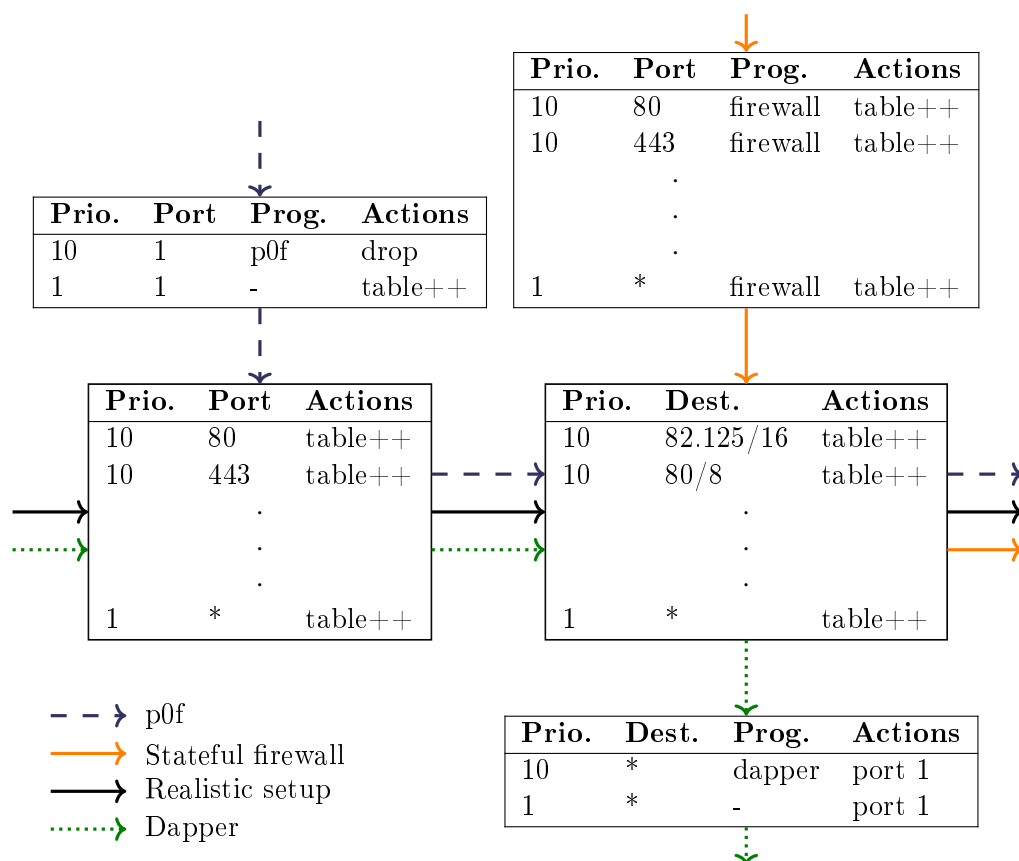 Prio. Port Prog. Actions
10 80 firewall table++
10 443 firewall table++
.
.
.
1 * firewall table++
Prio. Port Prog. Actions
10 1 p0f drop
1 1 - table++
Prio. Port Actions
10 80 table++
10 443 table++
.
.
.
1 * table++
Prio. Dest. Actions
10 82.125/16 table++
10 80/8 table++
.
.
.
1 * table++
p0f
Stateful firewall
Realistic setup
Dapper
Prio. Dest. Prog. Actions
10 * dapper port 1
1 * - port 1